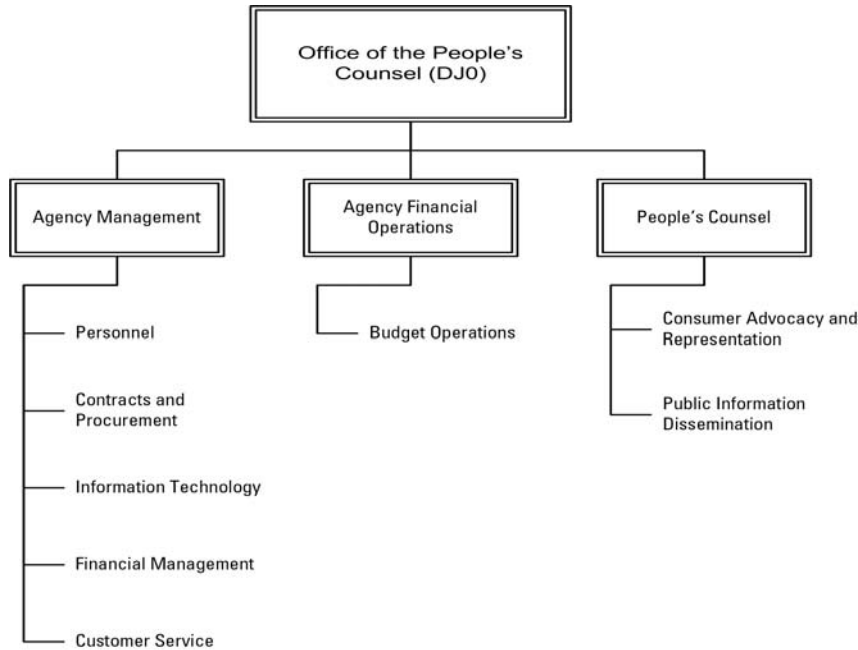 Office of the People's
Counsel (DJ0)
Agency Management
Agency Financial
Operations
People's Counsel
Personnel
Contracts and
Procurement
Information Technology
Financial Management
Customer Service
Budget Operations
Consumer Advocacy and
Representation
Public Information
Dissemination